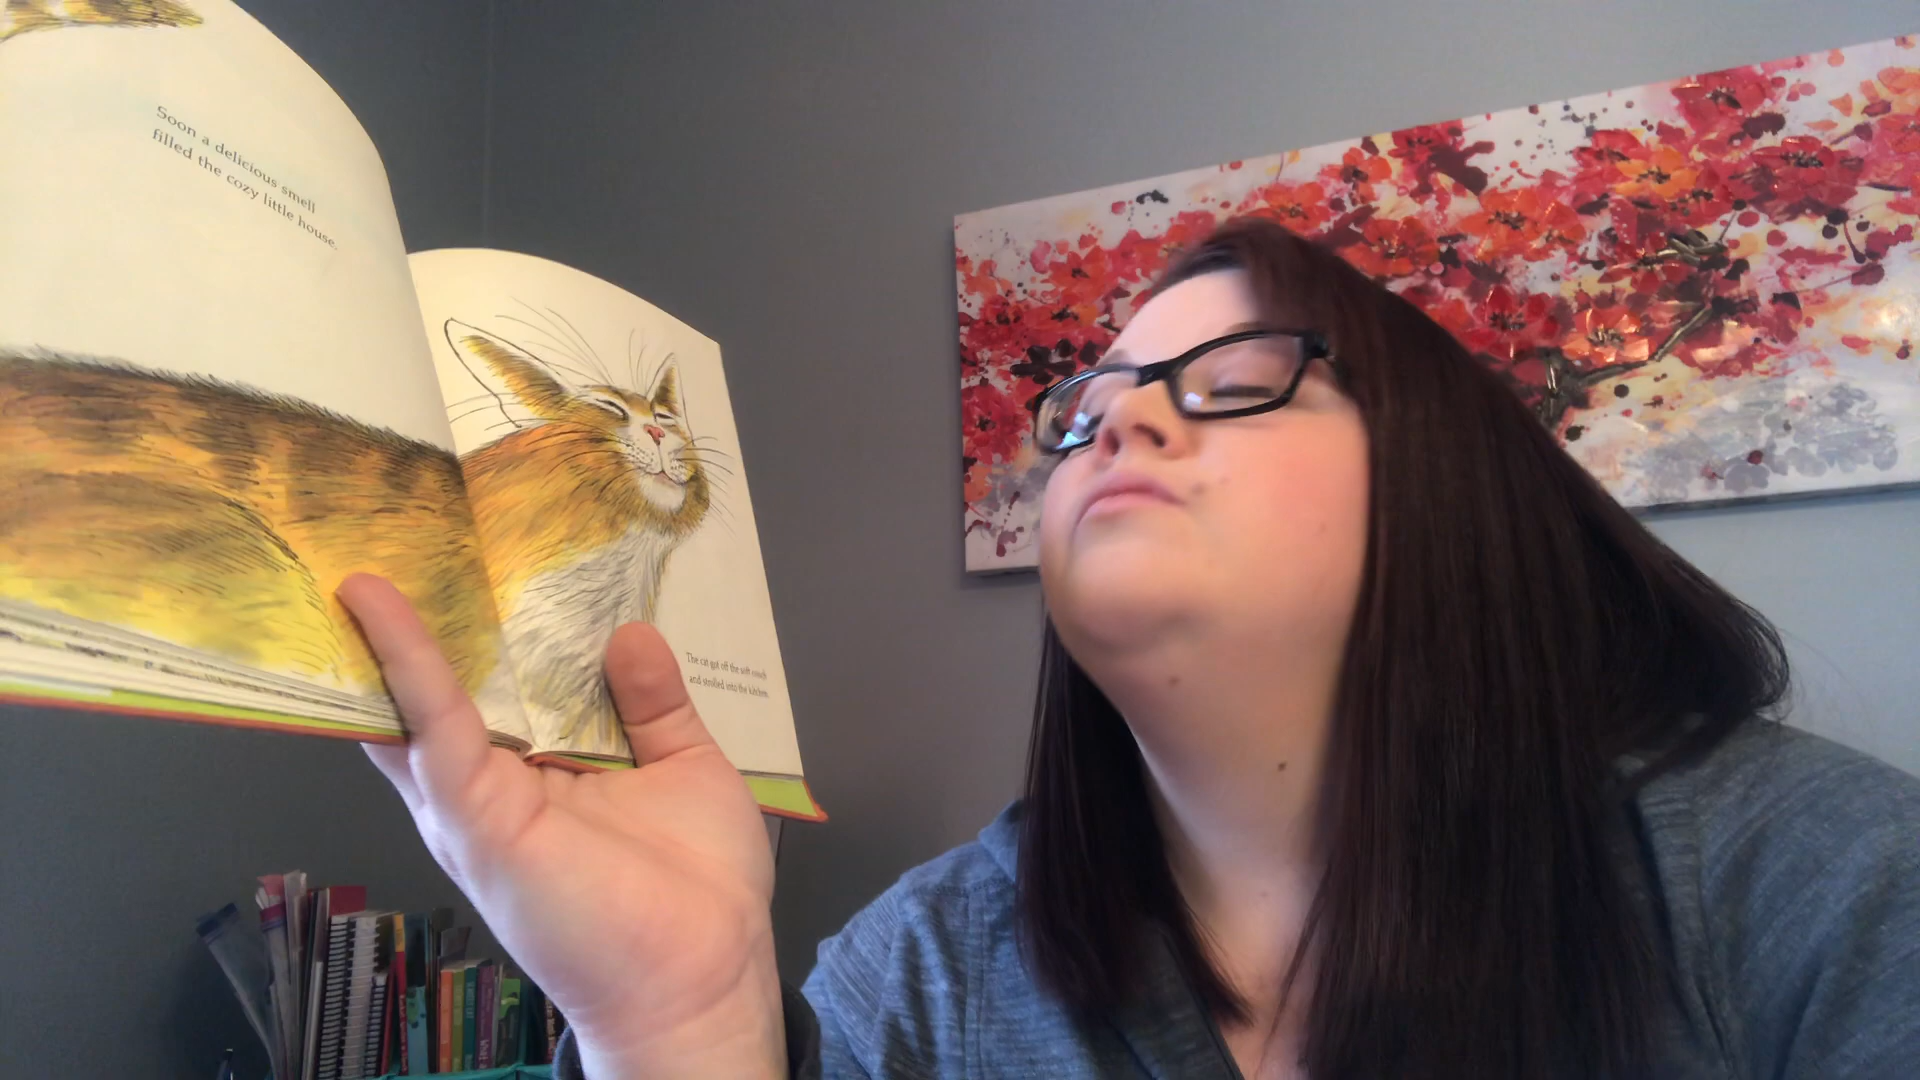 Soon a delicious smell
filled the cozy little house.
The cat got off the soft couch
and strolled into the kitchen.